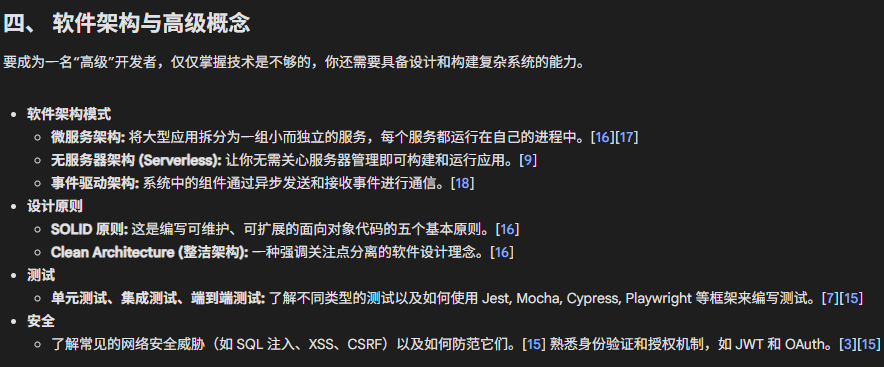 四、 软件架构与高级概念
要成为一名“高级”开发者，仅仅掌握技术是不够的，你还需要具备设计和构建复杂系统的能力。
• 软件架构模式
◦ 微服务架构: 将大型应用拆分为一组小而独立的服务，每个服务都运行在自己的进程中。[16][17]
◦ 无服务器架构 (Serverless): 让你无需关心服务器管理即可构建和运行应用。[9]
◦ 事件驱动架构: 系统中的组件通过异步发送和接收事件进行通信。[18]
• 设计原则
◦ SOLID 原则: 这是编写可维护、可扩展的面向对象代码的五个基本原则。[16]
◦ Clean Architecture (整洁架构): 一种强调关注点分离的软件设计理念。[16]
• 测试
◦ 单元测试、集成测试、端到端测试: 了解不同类型的测试以及如何使用 Jest, Mocha, Cypress, Playwright 等框架来编写测试。[7][15]
• 安全
◦ 了解常见的网络安全威胁（如 SQL 注入、XSS、CSRF）以及如何防范它们。[15] 熟悉身份验证和授权机制，如 JWT 和 OAuth。[3][15]